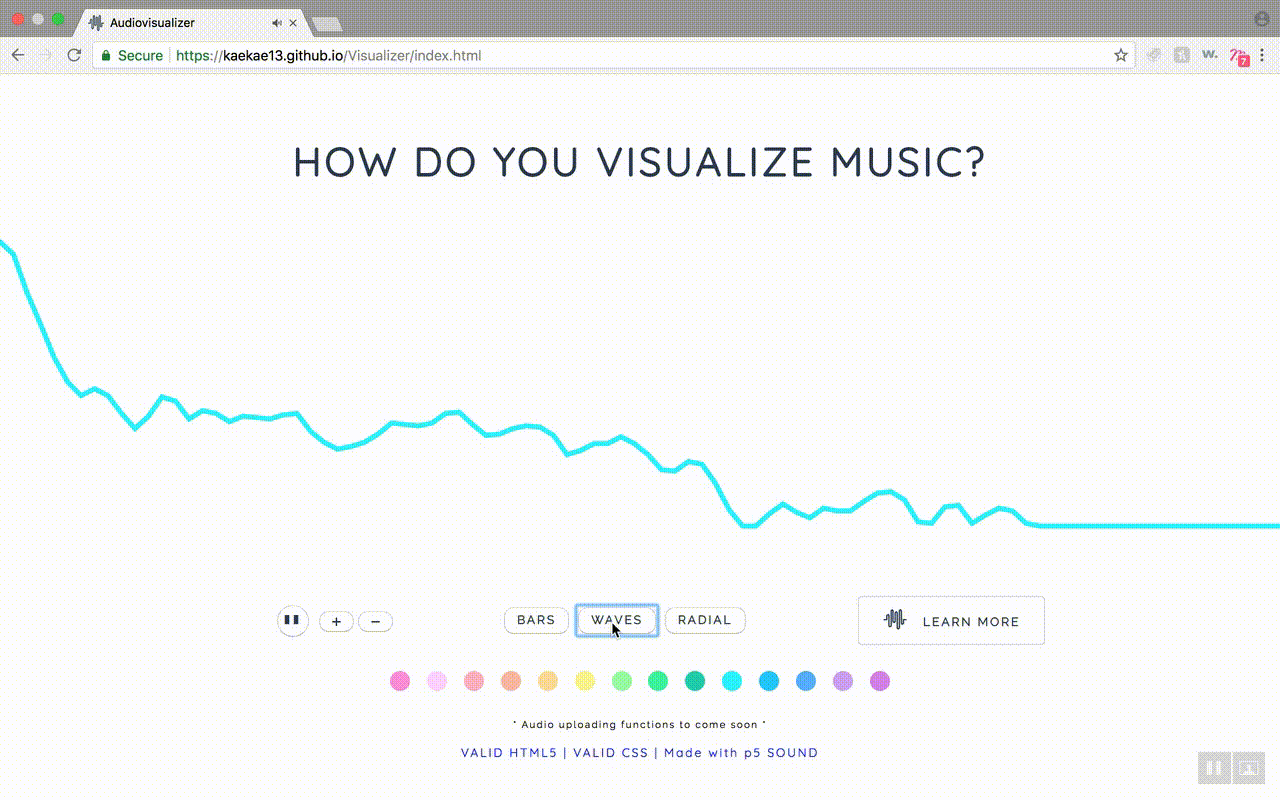 Audiovisualizer
Secure https://kaekae13.github.io/Visualizer/index.html
W.
7
HOW DO YOU VISUALIZE MUSIC?
+ −
BARS WAVES RADIAL
LEARN MORE
* Audio uploading functions to come soon *
VALID HTML5 | VALID CSS | Made with p5 SOUND